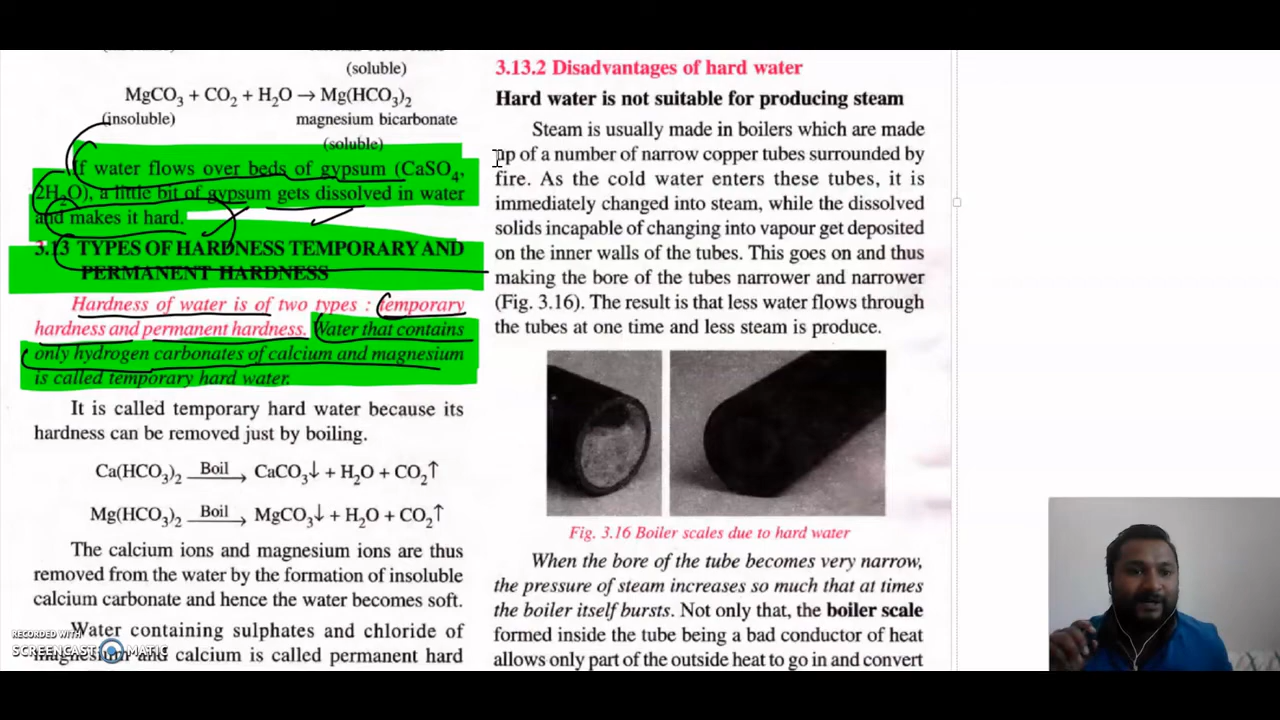 (soluble)
MgCO₃ + CO₂ + H₂O → Mg(HCO₃)₂
(insoluble) magnesium bicarbonate
(soluble)
If water flows over beds of gypsum (CaSO₄,
2H₂O), a little bit of gypsum gets dissolved in water
and makes it hard.
3.13 TYPES OF HARDNESS TEMPORARY AND
PERMANENT HARDNESS
Hardness of water is of two types : temporary
hardness and permanent hardness. Water that contains
only hydrogen carbonates of calcium and magnesium
is called temporary hard water.
It is called temporary hard water because its
hardness can be removed just by boiling.
Ca(HCO₃)₂ Boil → CaCO₃↓ + H₂O + CO₂↑
Mg(HCO₃)₂ Boil → MgCO₃↓ + H₂O + CO₂↑
The calcium ions and magnesium ions are thus
removed from the water by the formation of insoluble
calcium carbonate and hence the water becomes soft.
Water containing sulphates and chloride of
magnesium and calcium is called permanent hard
3.13.2 Disadvantages of hard water
Hard water is not suitable for producing steam
Steam is usually made in boilers which are made
up of a number of narrow copper tubes surrounded by
fire. As the cold water enters these tubes, it is
immediately changed into steam, while the dissolved
solids incapable of changing into vapour get deposited
on the inner walls of the tubes. This goes on and thus
making the bore of the tubes narrower and narrower
(Fig. 3.16). The result is that less water flows through
the tubes at one time and less steam is produce.
Fig. 3.16 Boiler scales due to hard water
When the bore of the tube becomes very narrow,
the pressure of steam increases so much that at times
the boiler itself bursts. Not only that, the boiler scale
formed inside the tube being a bad conductor of heat
allows only part of the outside heat to go in and convert
RECORDED WITH
SCREENCAST MATIC